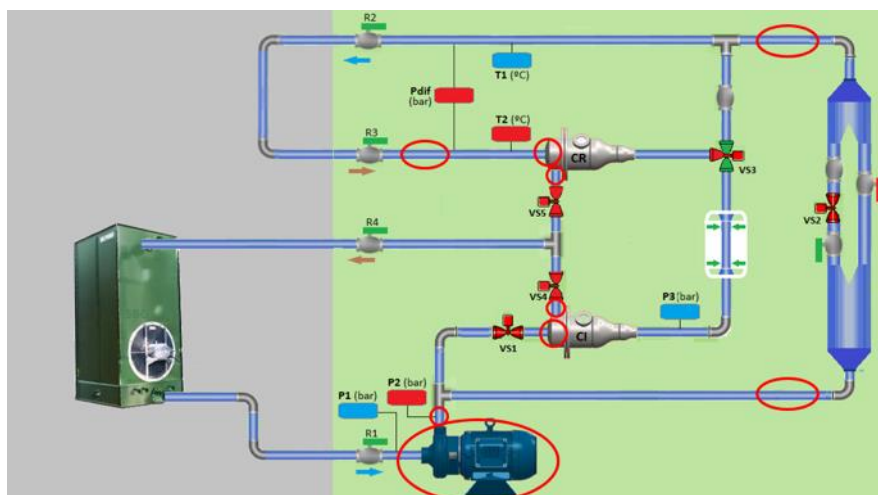 R2
T1 (ºC)
Pdif
(bar)
T2 (ºC)
R3
CR
VS3
VS5
VS2
R4
VS4
P3 (bar)
CI
VS1
P1 (bar)
P2 (bar)
R1